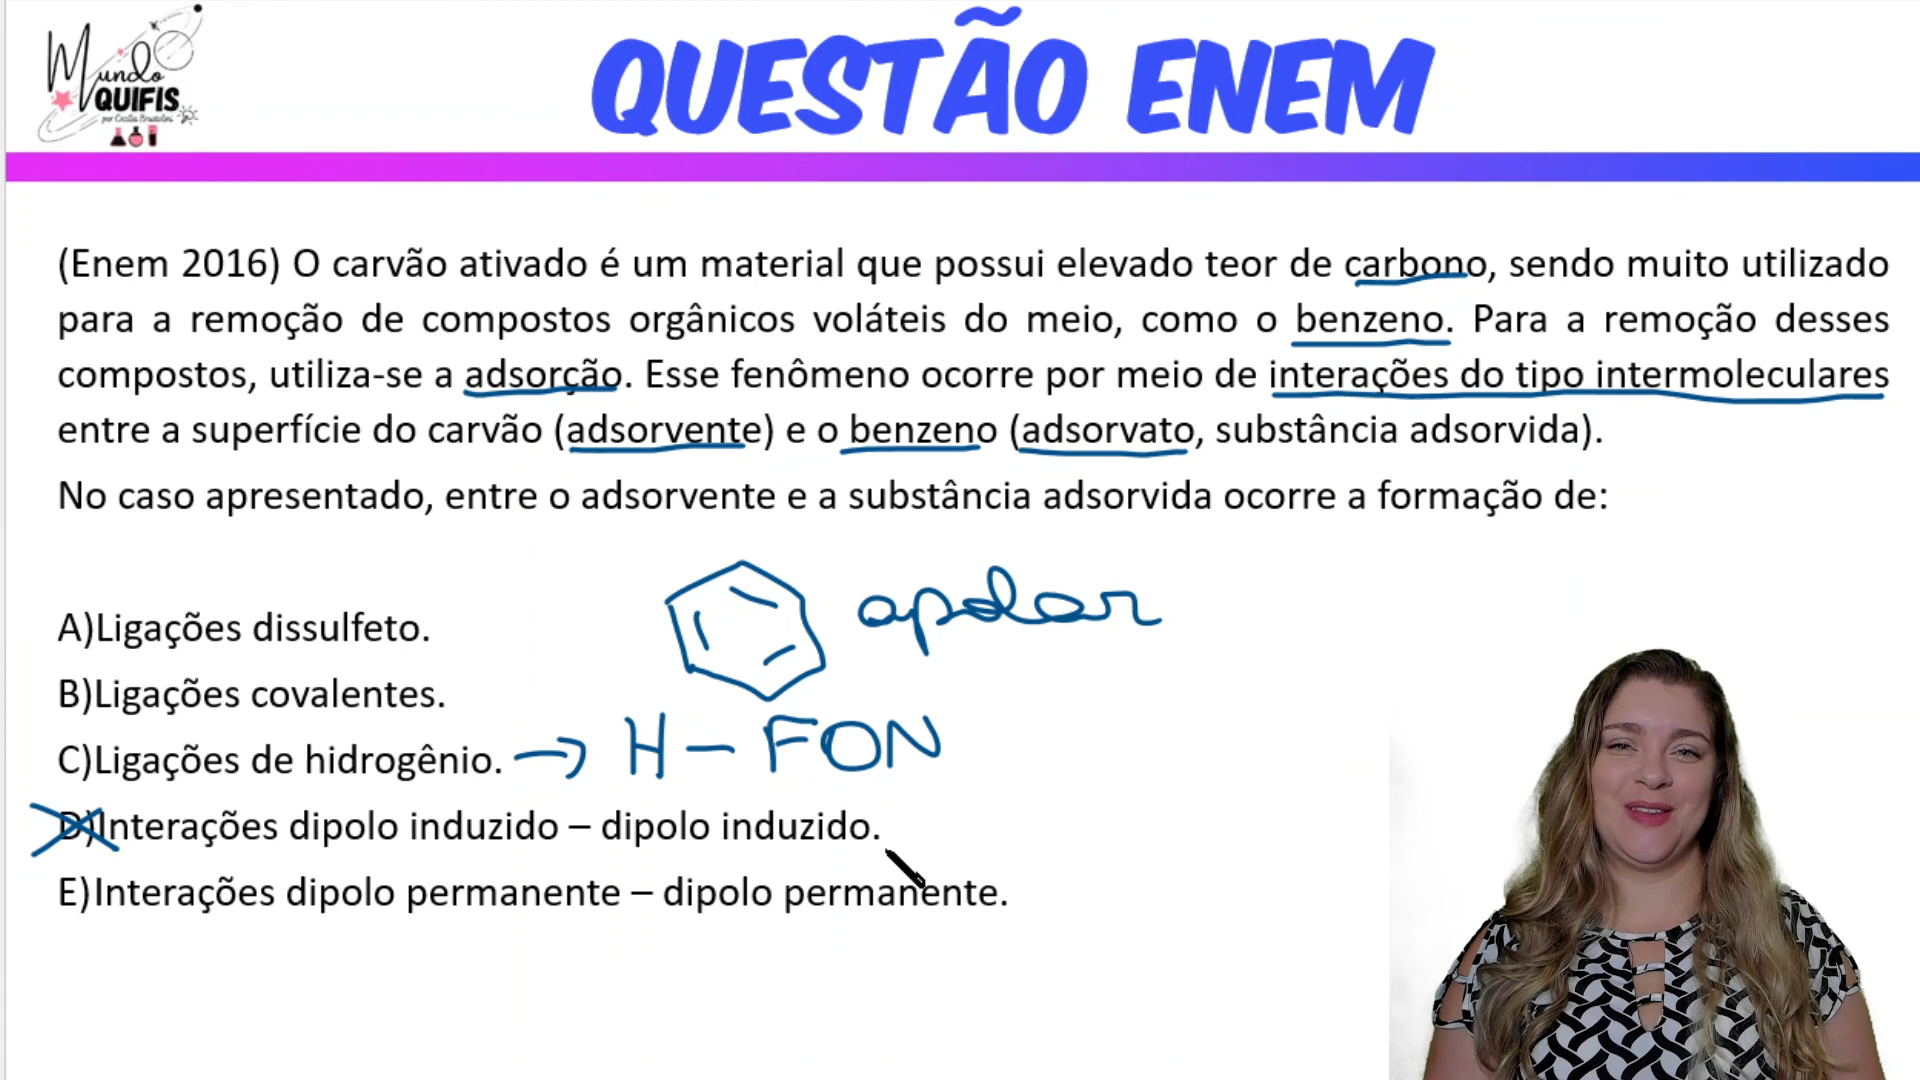 Mundo
QUIFIS
por Cecília Brustolini
QUESTÃO ENEM
(Enem 2016) O carvão ativado é um material que possui elevado teor de carbono, sendo muito utilizado
para a remoção de compostos orgânicos voláteis do meio, como o benzeno. Para a remoção desses
compostos, utiliza-se a adsorção. Esse fenômeno ocorre por meio de interações do tipo intermoleculares
entre a superfície do carvão (adsorvente) e o benzeno (adsorvato, substância adsorvida).
No caso apresentado, entre o adsorvente e a substância adsorvida ocorre a formação de:
apolar
A)Ligações dissulfeto.
B)Ligações covalentes.
C)Ligações de hidrogênio. → H – FON
D)Interações dipolo induzido – dipolo induzido.
E)Interações dipolo permanente – dipolo permanente.